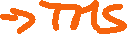 → TMS